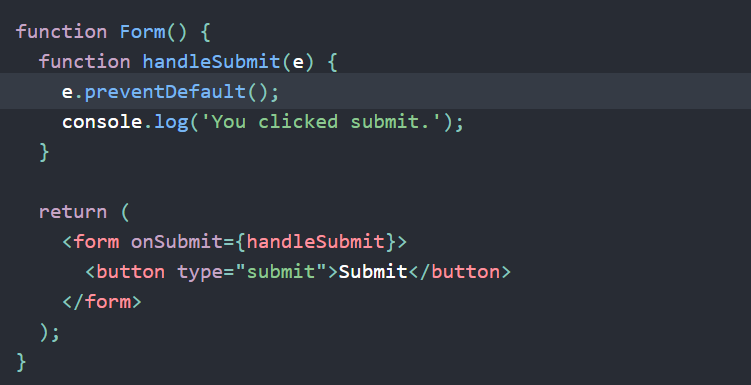 function Form() {
  function handleSubmit(e) {
    e.preventDefault();
    console.log('You clicked submit.');
  }

  return (
    <form onSubmit={handleSubmit}>
      <button type="submit">Submit</button>
    </form>
  );
}